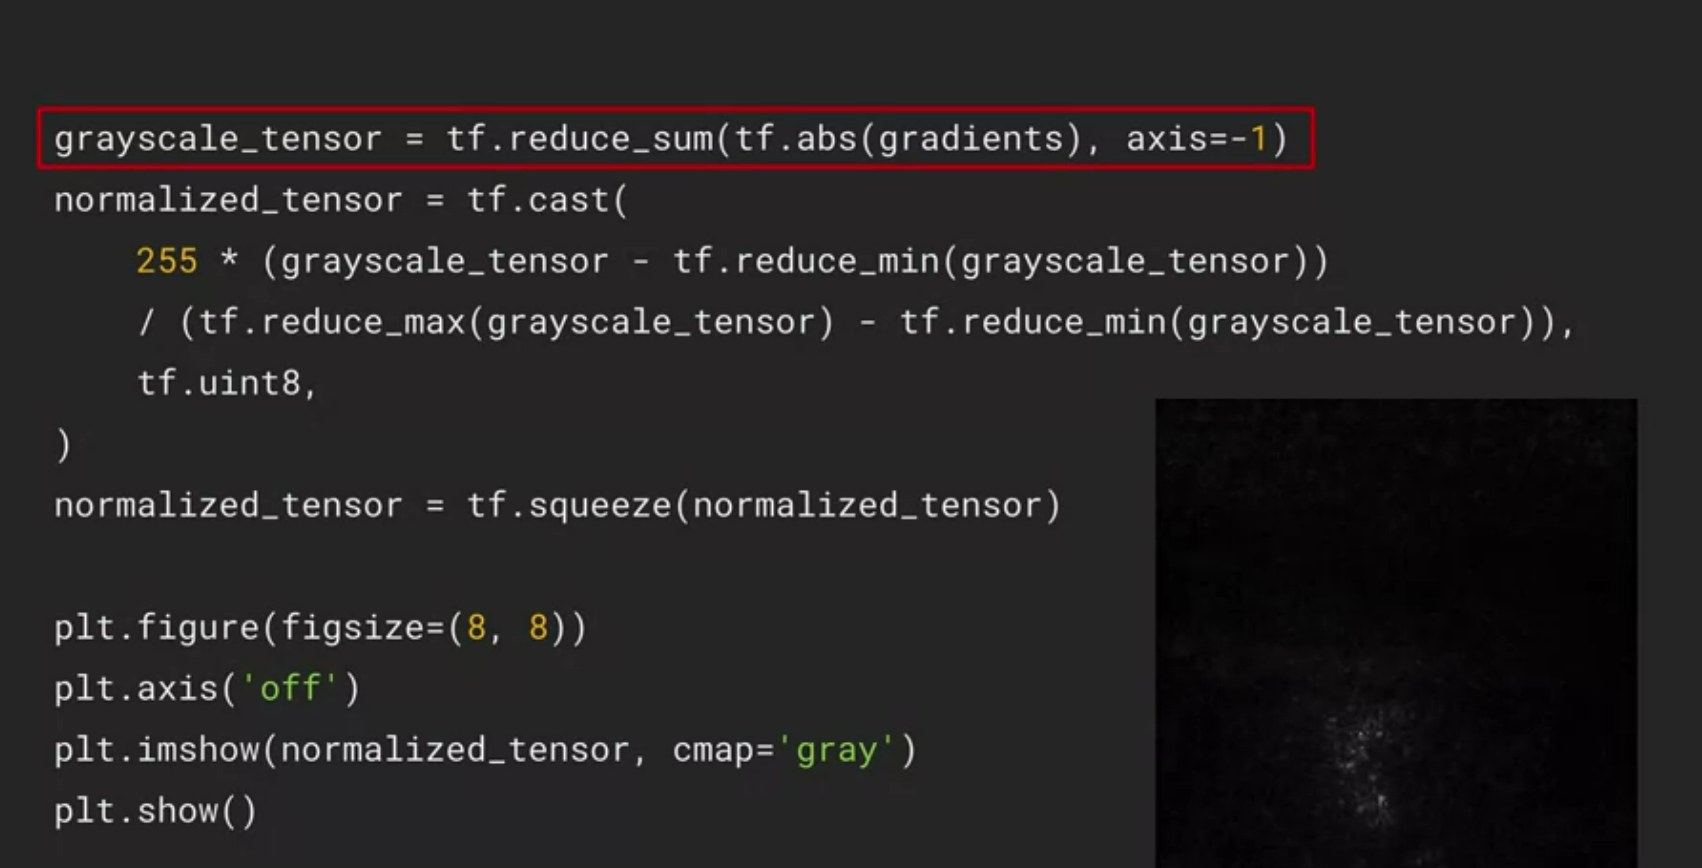 grayscale_tensor = tf.reduce_sum(tf.abs(gradients), axis=-1)
normalized_tensor = tf.cast(
    255 * (grayscale_tensor - tf.reduce_min(grayscale_tensor))
    / (tf.reduce_max(grayscale_tensor) - tf.reduce_min(grayscale_tensor)),
    tf.uint8,
)
normalized_tensor = tf.squeeze(normalized_tensor)
plt.figure(figsize=(8, 8))
plt.axis('off')
plt.imshow(normalized_tensor, cmap='gray')
plt.show()